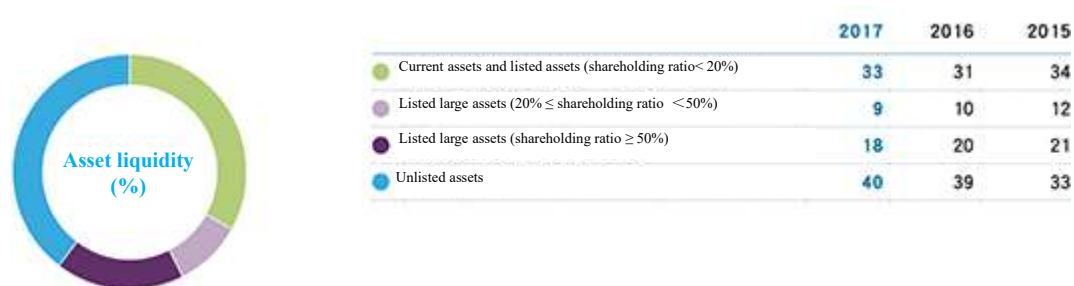 2017 2016 2015
Current assets and listed assets (shareholding ratio< 20%) 33 31 34
Listed large assets (20% ≤ shareholding ratio ＜50%) 9 10 12
Listed large assets (shareholding ratio ≥ 50%) 18 20 21
Unlisted assets 40 39 33
Asset liquidity
(%)